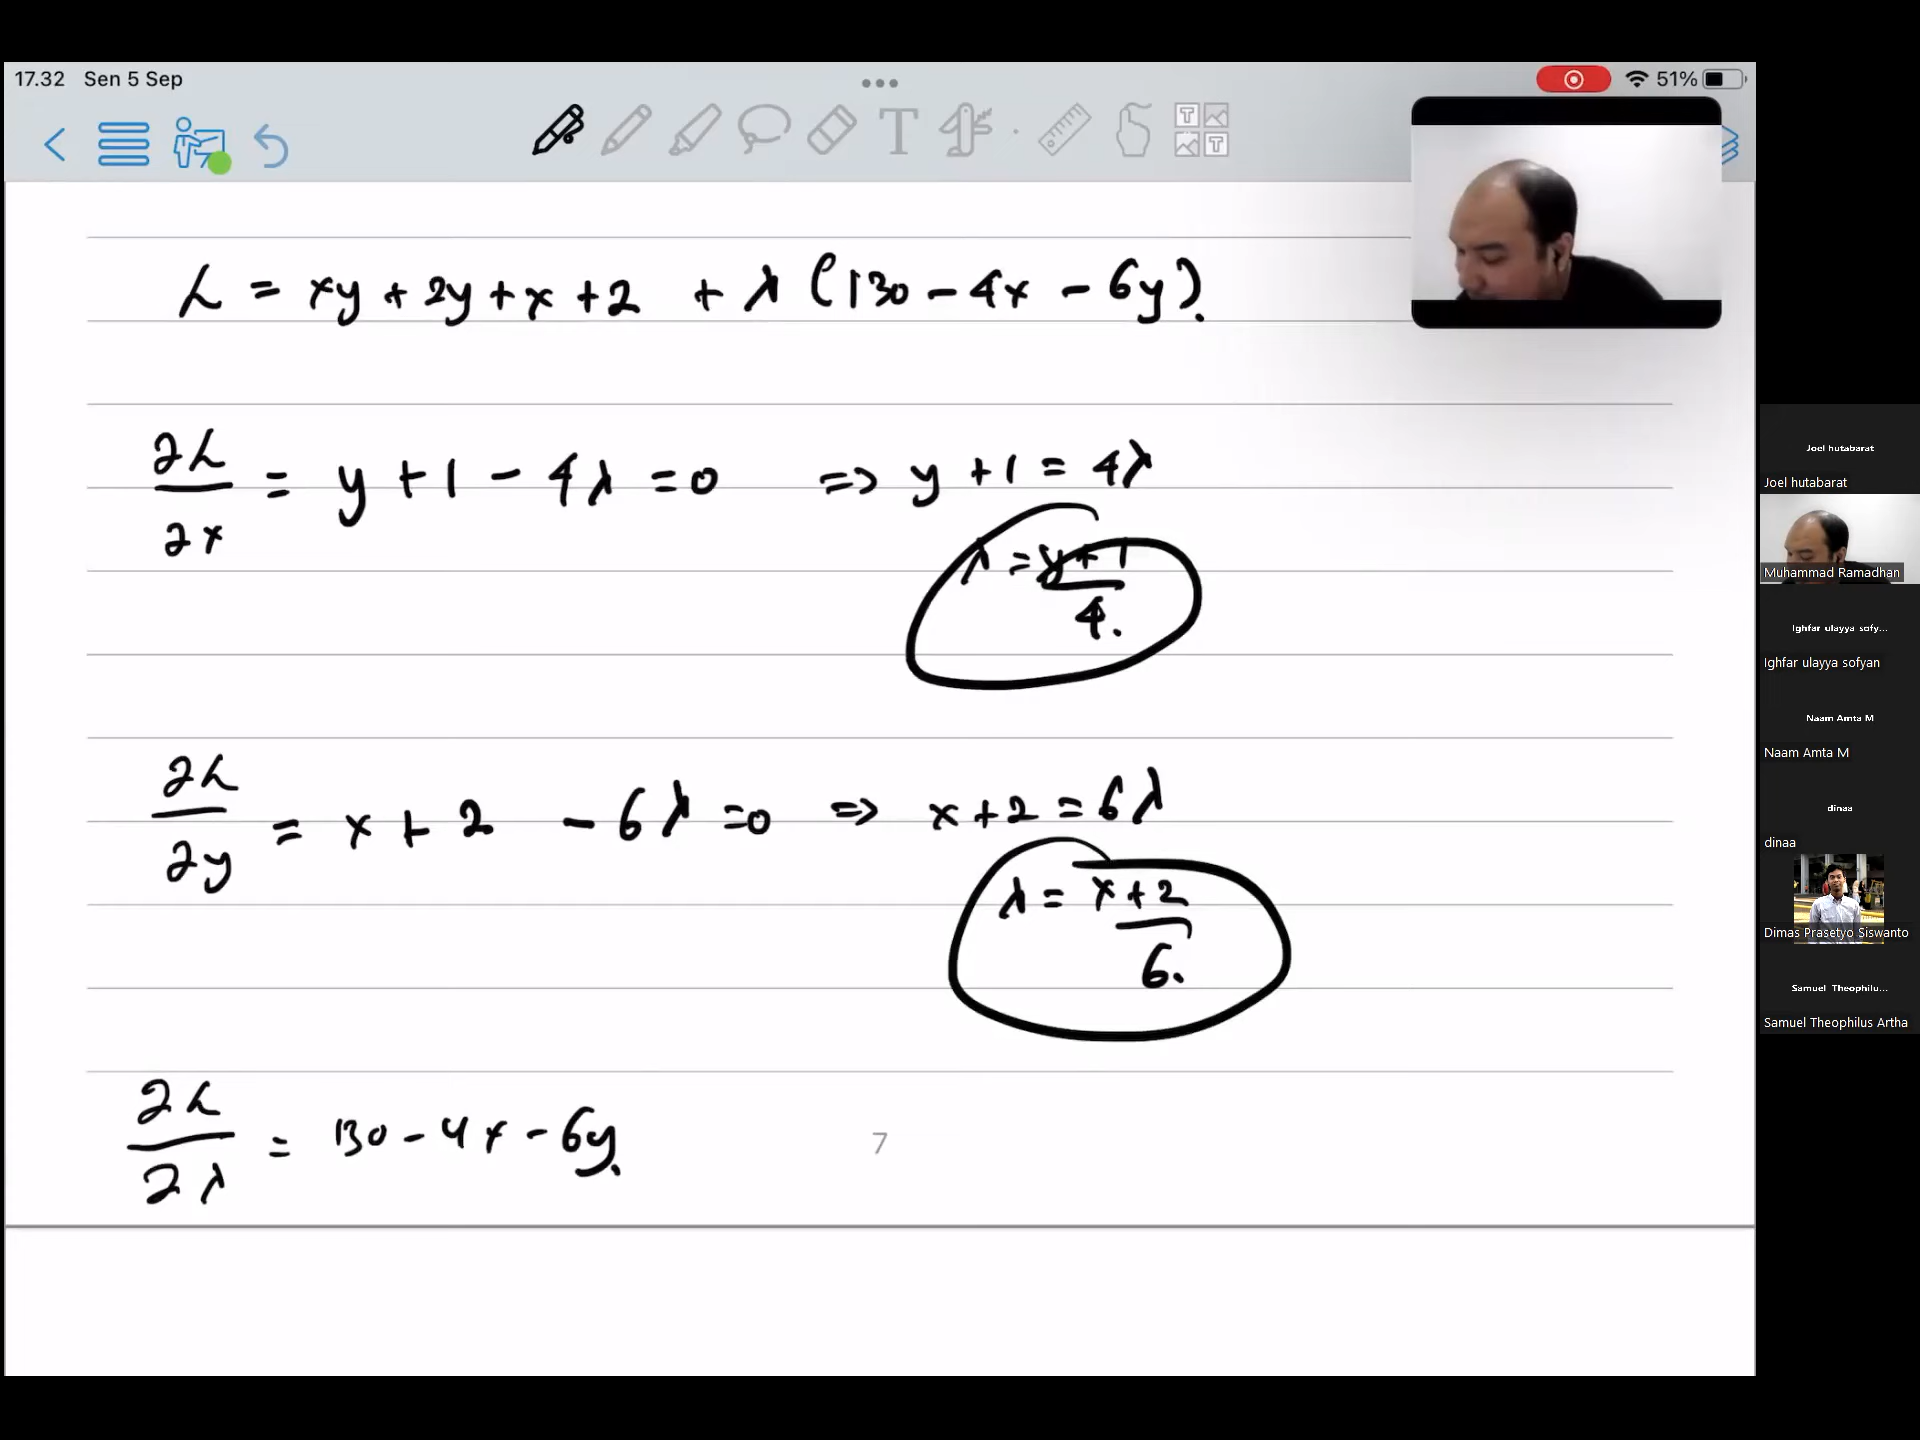 17.32 Sen 5 Sep
51%
T
T
T
L = xy + 2y + x + 2 + λ (130 - 4x - 6y).
∂L/∂x = y + 1 - 4λ = 0 => y + 1 = 4λ
λ = y + 1/4.
∂L/∂y = x + 2 - 6λ = 0 => x + 2 = 6λ
λ = x + 2/6.
∂L/∂λ = 130 - 4x - 6y.
7
Joel hutabarat
Joel hutabarat
Muhammad Ramadhan
Ighfar ulayya sofy...
Ighfar ulayya sofyan
Naam Amta M
Naam Amta M
dinaa
dinaa
Dimas Prasetyo Siswanto
Samuel Theophilu...
Samuel Theophilus Artha